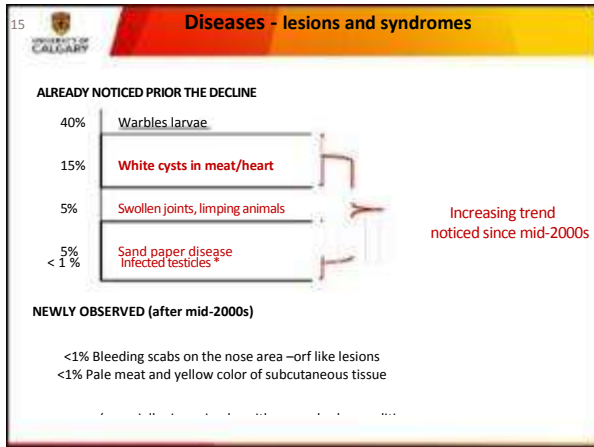 15
Diseases - lesions and syndromes
UNIVERSITY OF
CALGARY
ALREADY NOTICED PRIOR THE DECLINE
40% Warbles larvae
15% White cysts in meat/heart
5% Swollen joints, limping animals
Increasing trend
noticed since mid-2000s
5% Sand paper disease
< 1 % Infected testicles *
NEWLY OBSERVED (after mid-2000s)
<1% Bleeding scabs on the nose area –orf like lesions
<1% Pale meat and yellow color of subcutaneous tissue